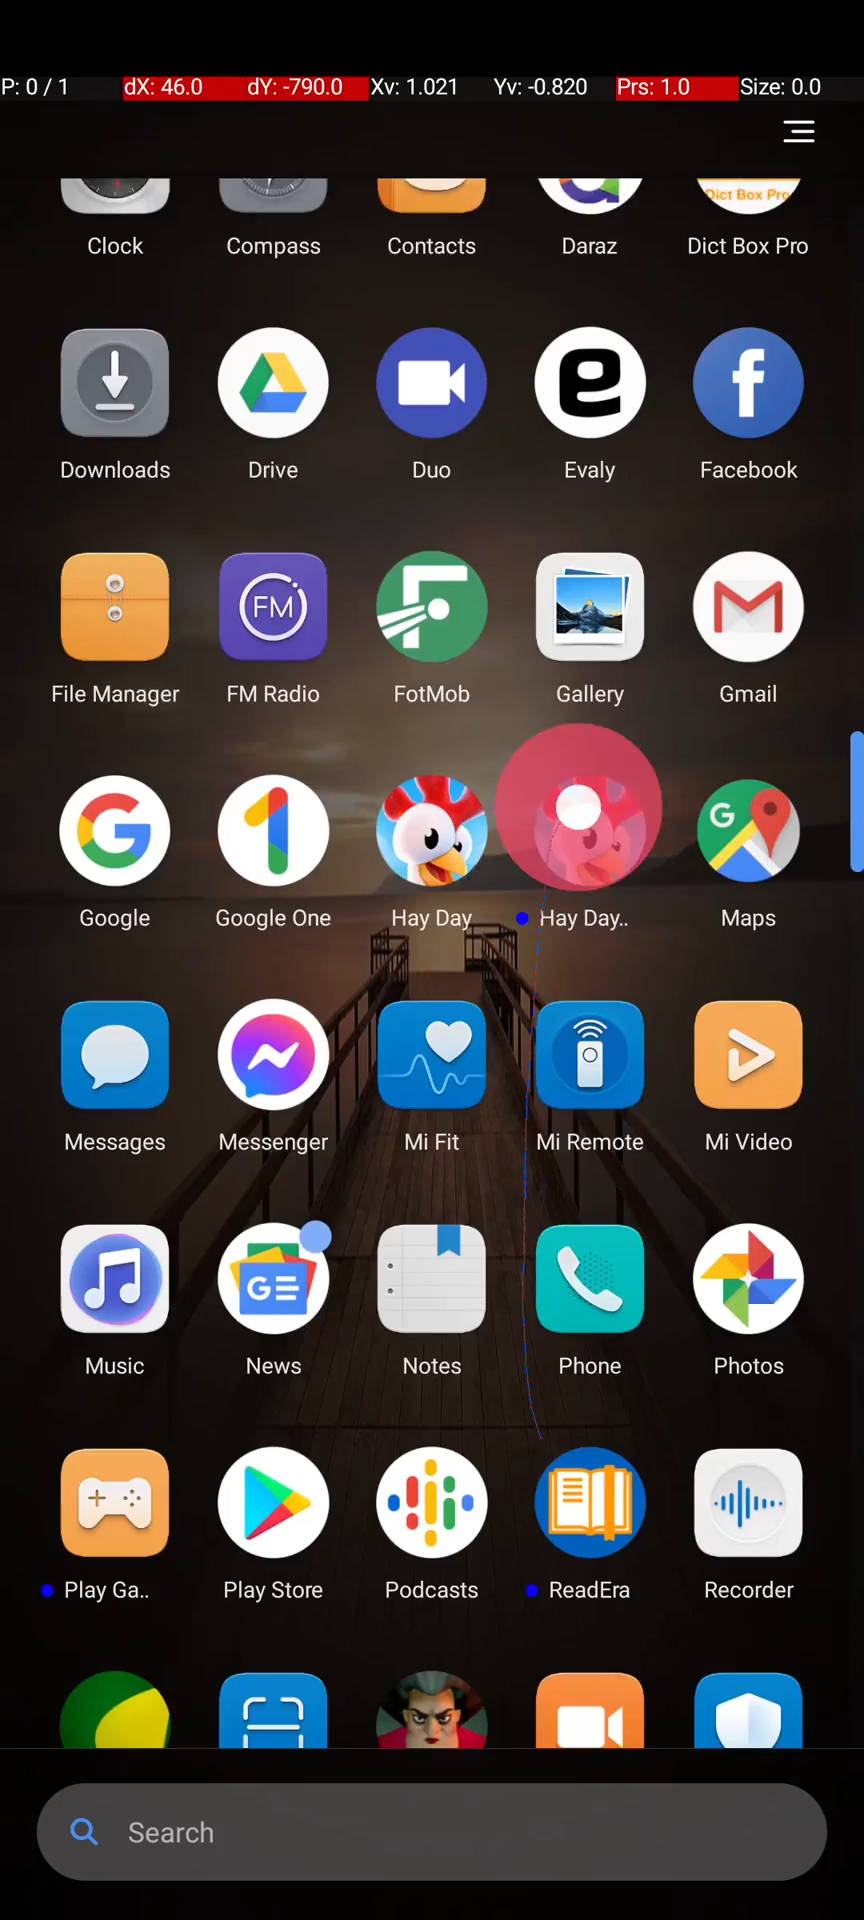 P: 0 / 1 dX: 46.0 dY: -790.0 Xv: 1.021 Yv: -0.820 Prs: 1.0 Size: 0.0
Dict Box Pro
Clock Compass Contacts Daraz Dict Box Pro
Downloads Drive Duo Evaly Facebook
FM
File Manager FM Radio FotMob Gallery Gmail
Google Google One Hay Day Hay Day.. Maps
Messages Messenger Mi Fit Mi Remote Mi Video
Music News Notes Phone Photos
Play Ga.. Play Store Podcasts ReadEra Recorder
Search